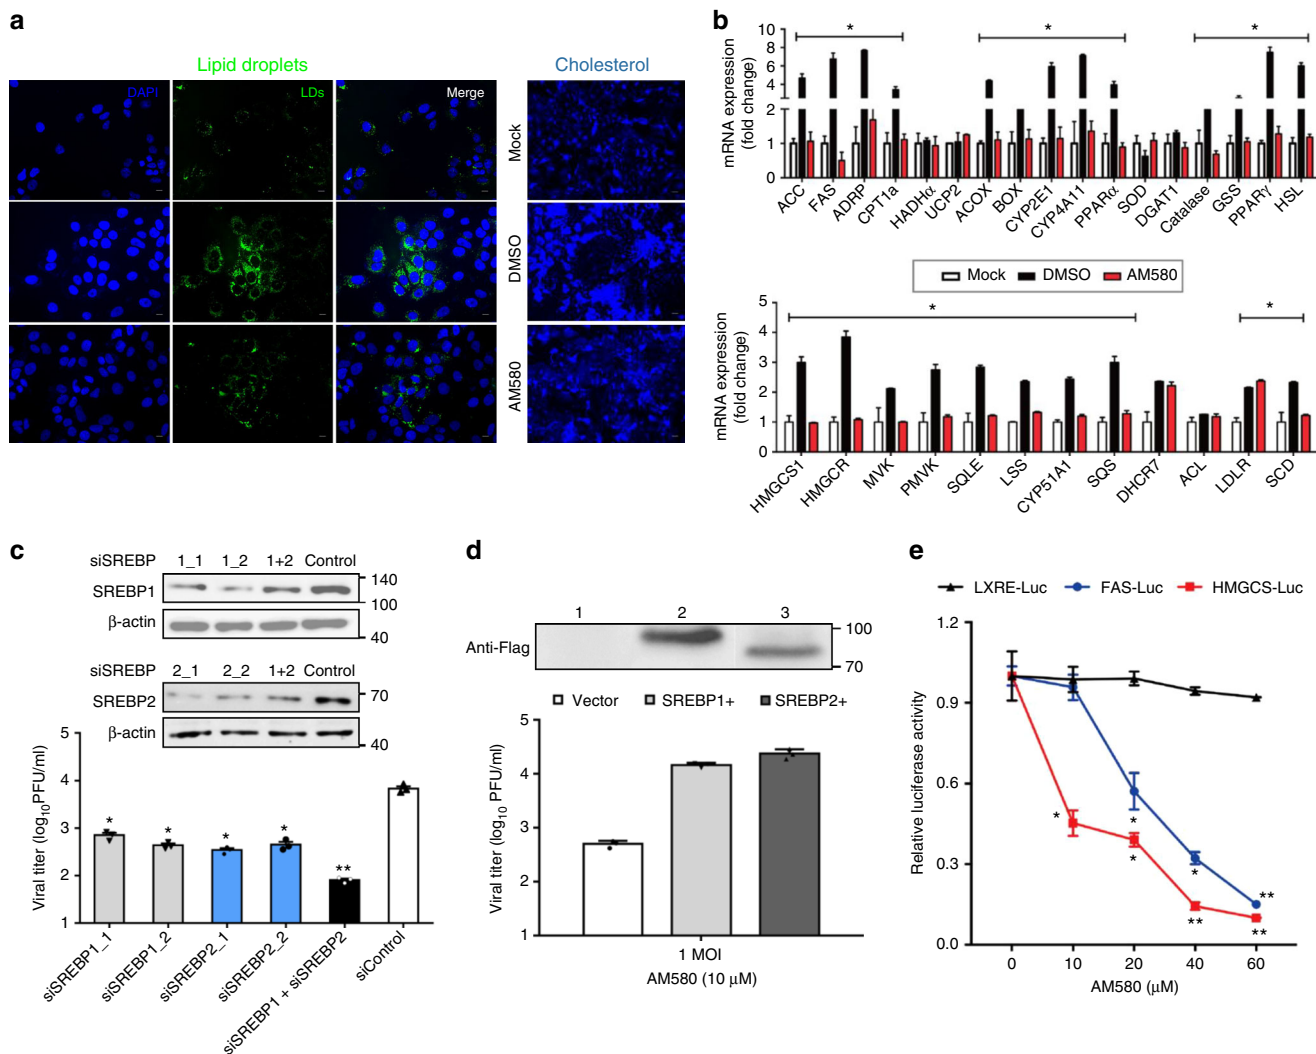 a
Lipid droplets
Cholesterol
DAPI
LDs
Merge
Mock
DMSO
AM580
b
mRNA expression
(fold change)
10
8
6
4
2
1
0
*
*
*
ACC
FAS
ADRP
CPT1a
HADHα
UCP2
ACOX
BOX
CYP2E1
CYP4A11
PPARα
SOD
DGAT1
Catalase
GSS
PPARγ
HSL
Mock
DMSO
AM580
mRNA expression
(fold change)
5
4
3
2
1
0
*
*
HMGCS1
HMGCR
MVK
PMVK
SQLE
LSS
CYP51A1
SQS
DHCR7
ACL
LDLR
SCD
c
siSREBP 1_1 1_2 1+2 Control
SREBP1
140
100
β-actin
40
siSREBP 2_1 2_2 1+2 Control
SREBP2
70
β-actin
40
Viral titer (log10PFU/ml)
5
4
3
2
1
*
*
*
*
**
siSREBP1_1
siSREBP1_2
siSREBP2_1
siSREBP2_2
siSREBP1 + siSREBP2
siControl
d
1 2 3
Anti-Flag
100
70
Vector SREBP1+ SREBP2+
Viral titer (log10 PFU/ml)
5
4
3
2
1
1 MOI
AM580 (10 μM)
e
LXRE-Luc FAS-Luc HMGCS-Luc
Relative luciferase activity
1.2
0.9
0.6
0.3
0.0
*
*
*
*
**
**
**
0 10 20 40 60
AM580 (μM)